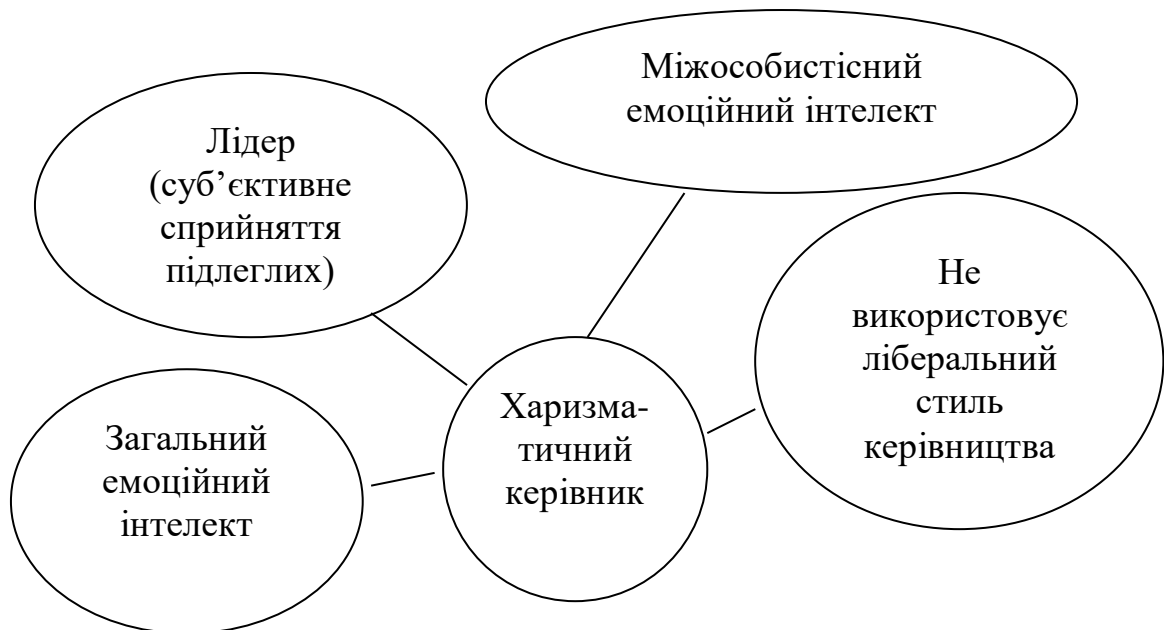 Міжособистісний
емоційний інтелект
Лідер
(суб’єктивне
сприйняття
підлеглих)
Не
використовує
ліберальний
стиль
керівництва
Харизма-
тичний
керівник
Загальний
емоційний
інтелект